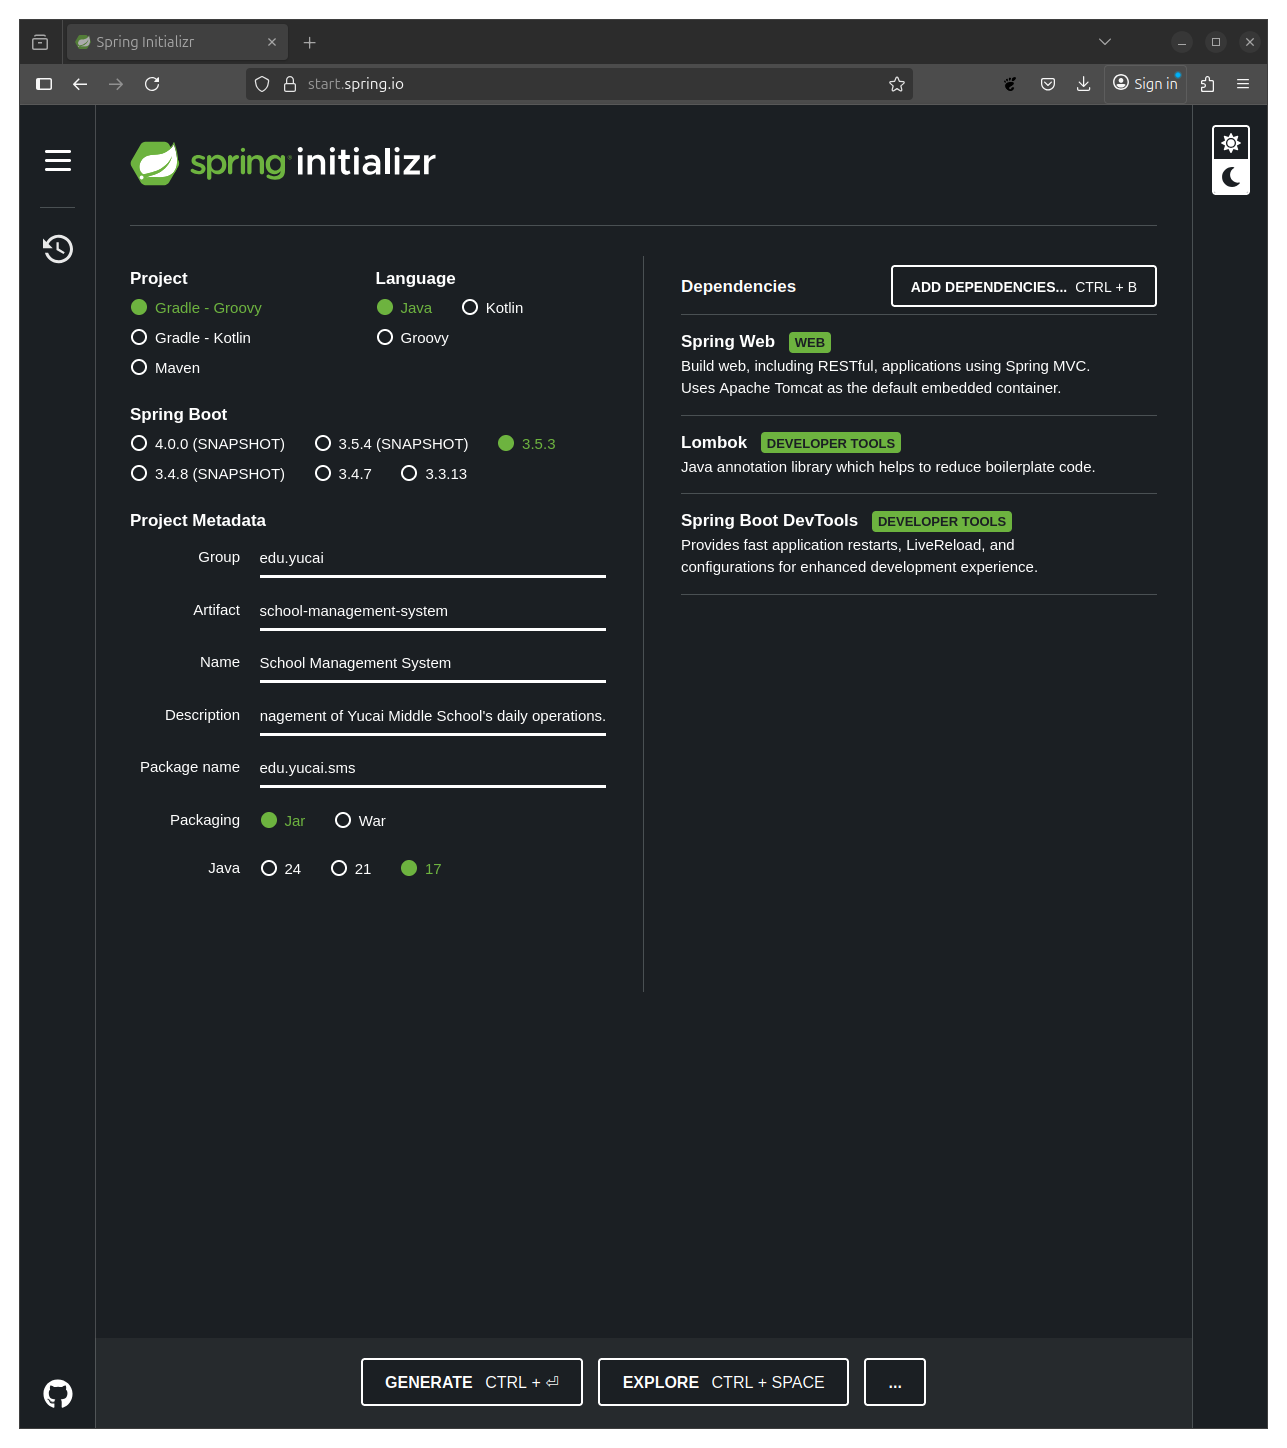 Spring Initializr
start.spring.io
Sign in
spring initializr
Project
Gradle - Groovy
Gradle - Kotlin
Maven
Language
Java Kotlin
Groovy
Spring Boot
4.0.0 (SNAPSHOT) 3.5.4 (SNAPSHOT) 3.5.3
3.4.8 (SNAPSHOT) 3.4.7 3.3.13
Project Metadata
Group edu.yucai
Artifact school-management-system
Name School Management System
Description nagement of Yucai Middle School's daily operations.
Package name edu.yucai.sms
Packaging Jar War
Java 24 21 17
Dependencies ADD DEPENDENCIES... CTRL + B
Spring Web WEB
Build web, including RESTful, applications using Spring MVC.
Uses Apache Tomcat as the default embedded container.
Lombok DEVELOPER TOOLS
Java annotation library which helps to reduce boilerplate code.
Spring Boot DevTools DEVELOPER TOOLS
Provides fast application restarts, LiveReload, and
configurations for enhanced development experience.
GENERATE CTRL + ⏎ EXPLORE CTRL + SPACE ...